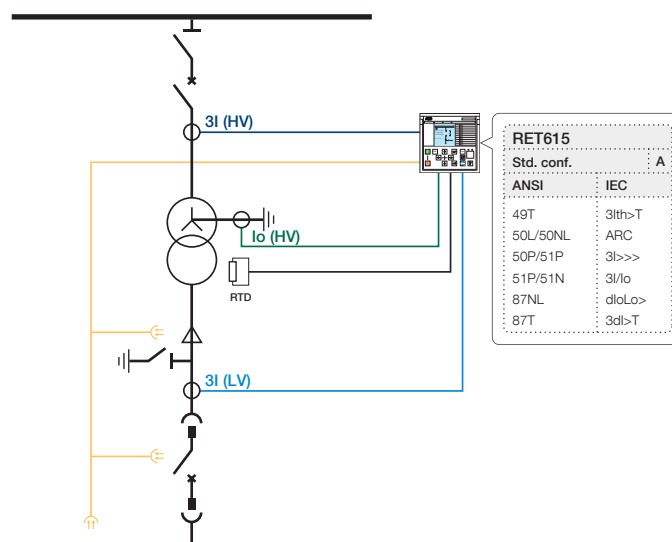 3I (HV)
Io (HV)
RTD
3I (LV)
RET615
Std. conf. A
ANSI IEC
49T 3Ith>T
50L/50NL ARC
50P/51P 3I>>>
51P/51N 3I/Io
87NL dIoLo>
87T 3dI>T